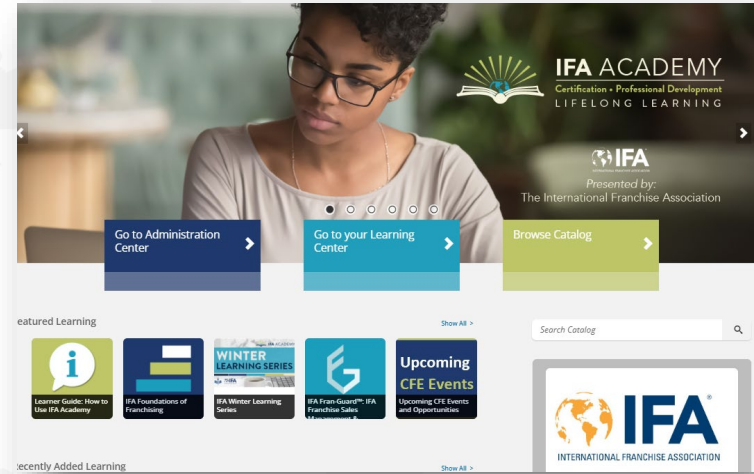 IFA ACADEMY
Certification • Professional Development
LIFELONG LEARNING
IFA
Presented by:
The International Franchise Association
Go to Administration
Center
Go to your Learning
Center
Browse Catalog
eatured Learning
Show All >
Search Catalog
Learner Guide: How to
Use IFA Academy
IFA Foundations of
Franchising
WINTER
LEARNING SERIES
IFA Winter Learning
Series
IFA Fran-Guard™: IFA
Franchise Sales
Management &
Upcoming
CFE Events
Upcoming CFE Events
and Opportunities
IFA®
INTERNATIONAL FRANCHISE ASSOCIATION
ecently Added Learning
Show All >